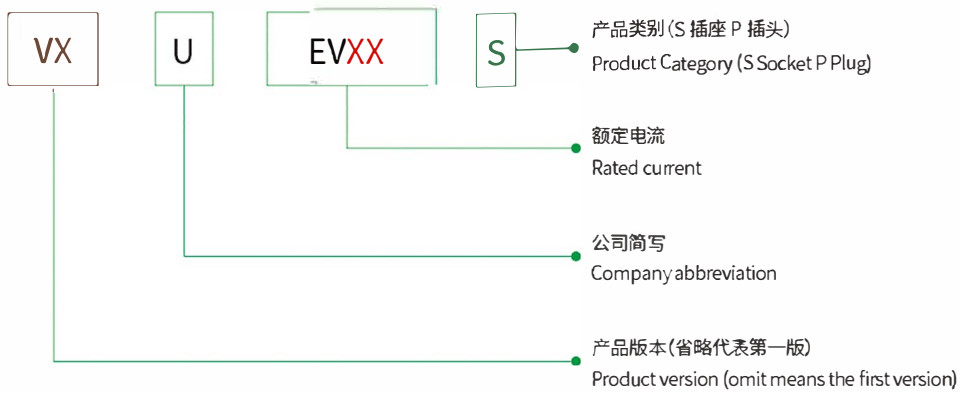 VX U EVXX S
产品类别(S 插座 P 插头)
Product Category (S Socket P Plug)
额定电流
Rated current
公司简写
Company abbreviation
产品版本(省略代表第一版)
Product version (omit means the first version)